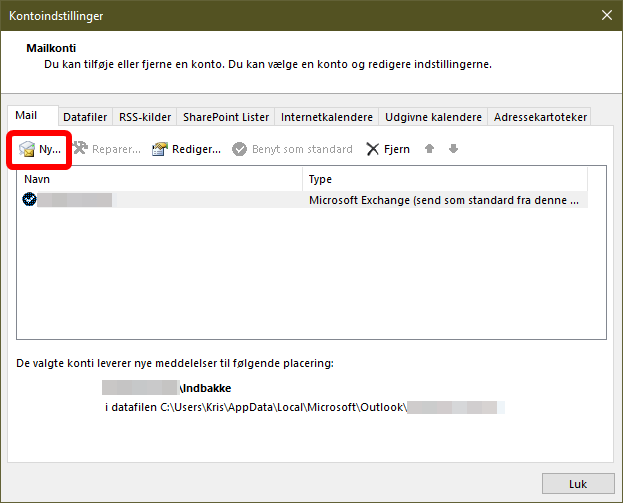 Kontoindstillinger
Mailkonti
Du kan tilføje eller fjerne en konto. Du kan vælge en konto og redigere indstillingerne.
Mail Datafiler RSS-kilder SharePoint Lister Internetkalendere Udgivne kalendere Adressekartoteker
Ny... Reparer... Rediger... Benyt som standard Fjern
Navn Type
Microsoft Exchange (send som standard fra denne ...
De valgte konti leverer nye meddelelser til følgende placering:
\Indbakke
i datafilen C:\Users\Kris\AppData\Local\Microsoft\Outlook\
Luk